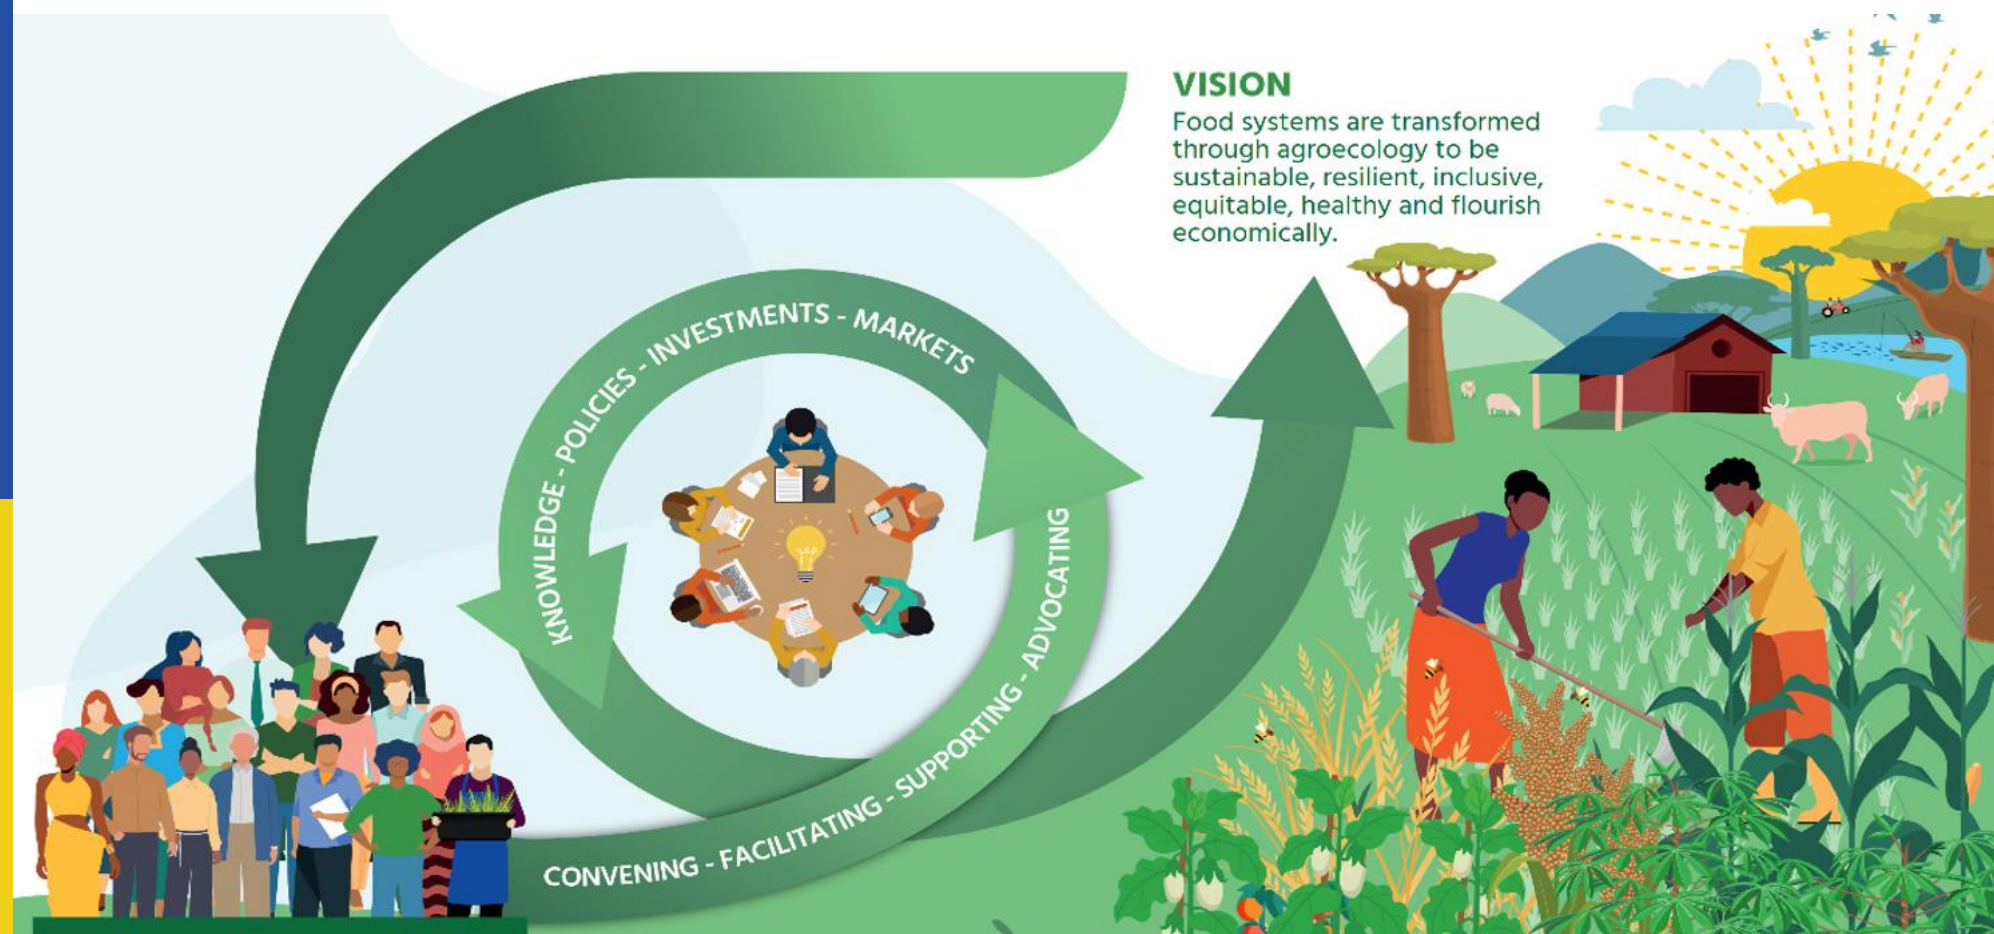 VISION
Food systems are transformed
through agroecology to be
sustainable, resilient, inclusive,
equitable, healthy and flourish
economically.
KNOWLEDGE - POLICIES - INVESTMENTS - MARKETS
CONVENING - FACILITATING - SUPPORTING - ADVOCATING